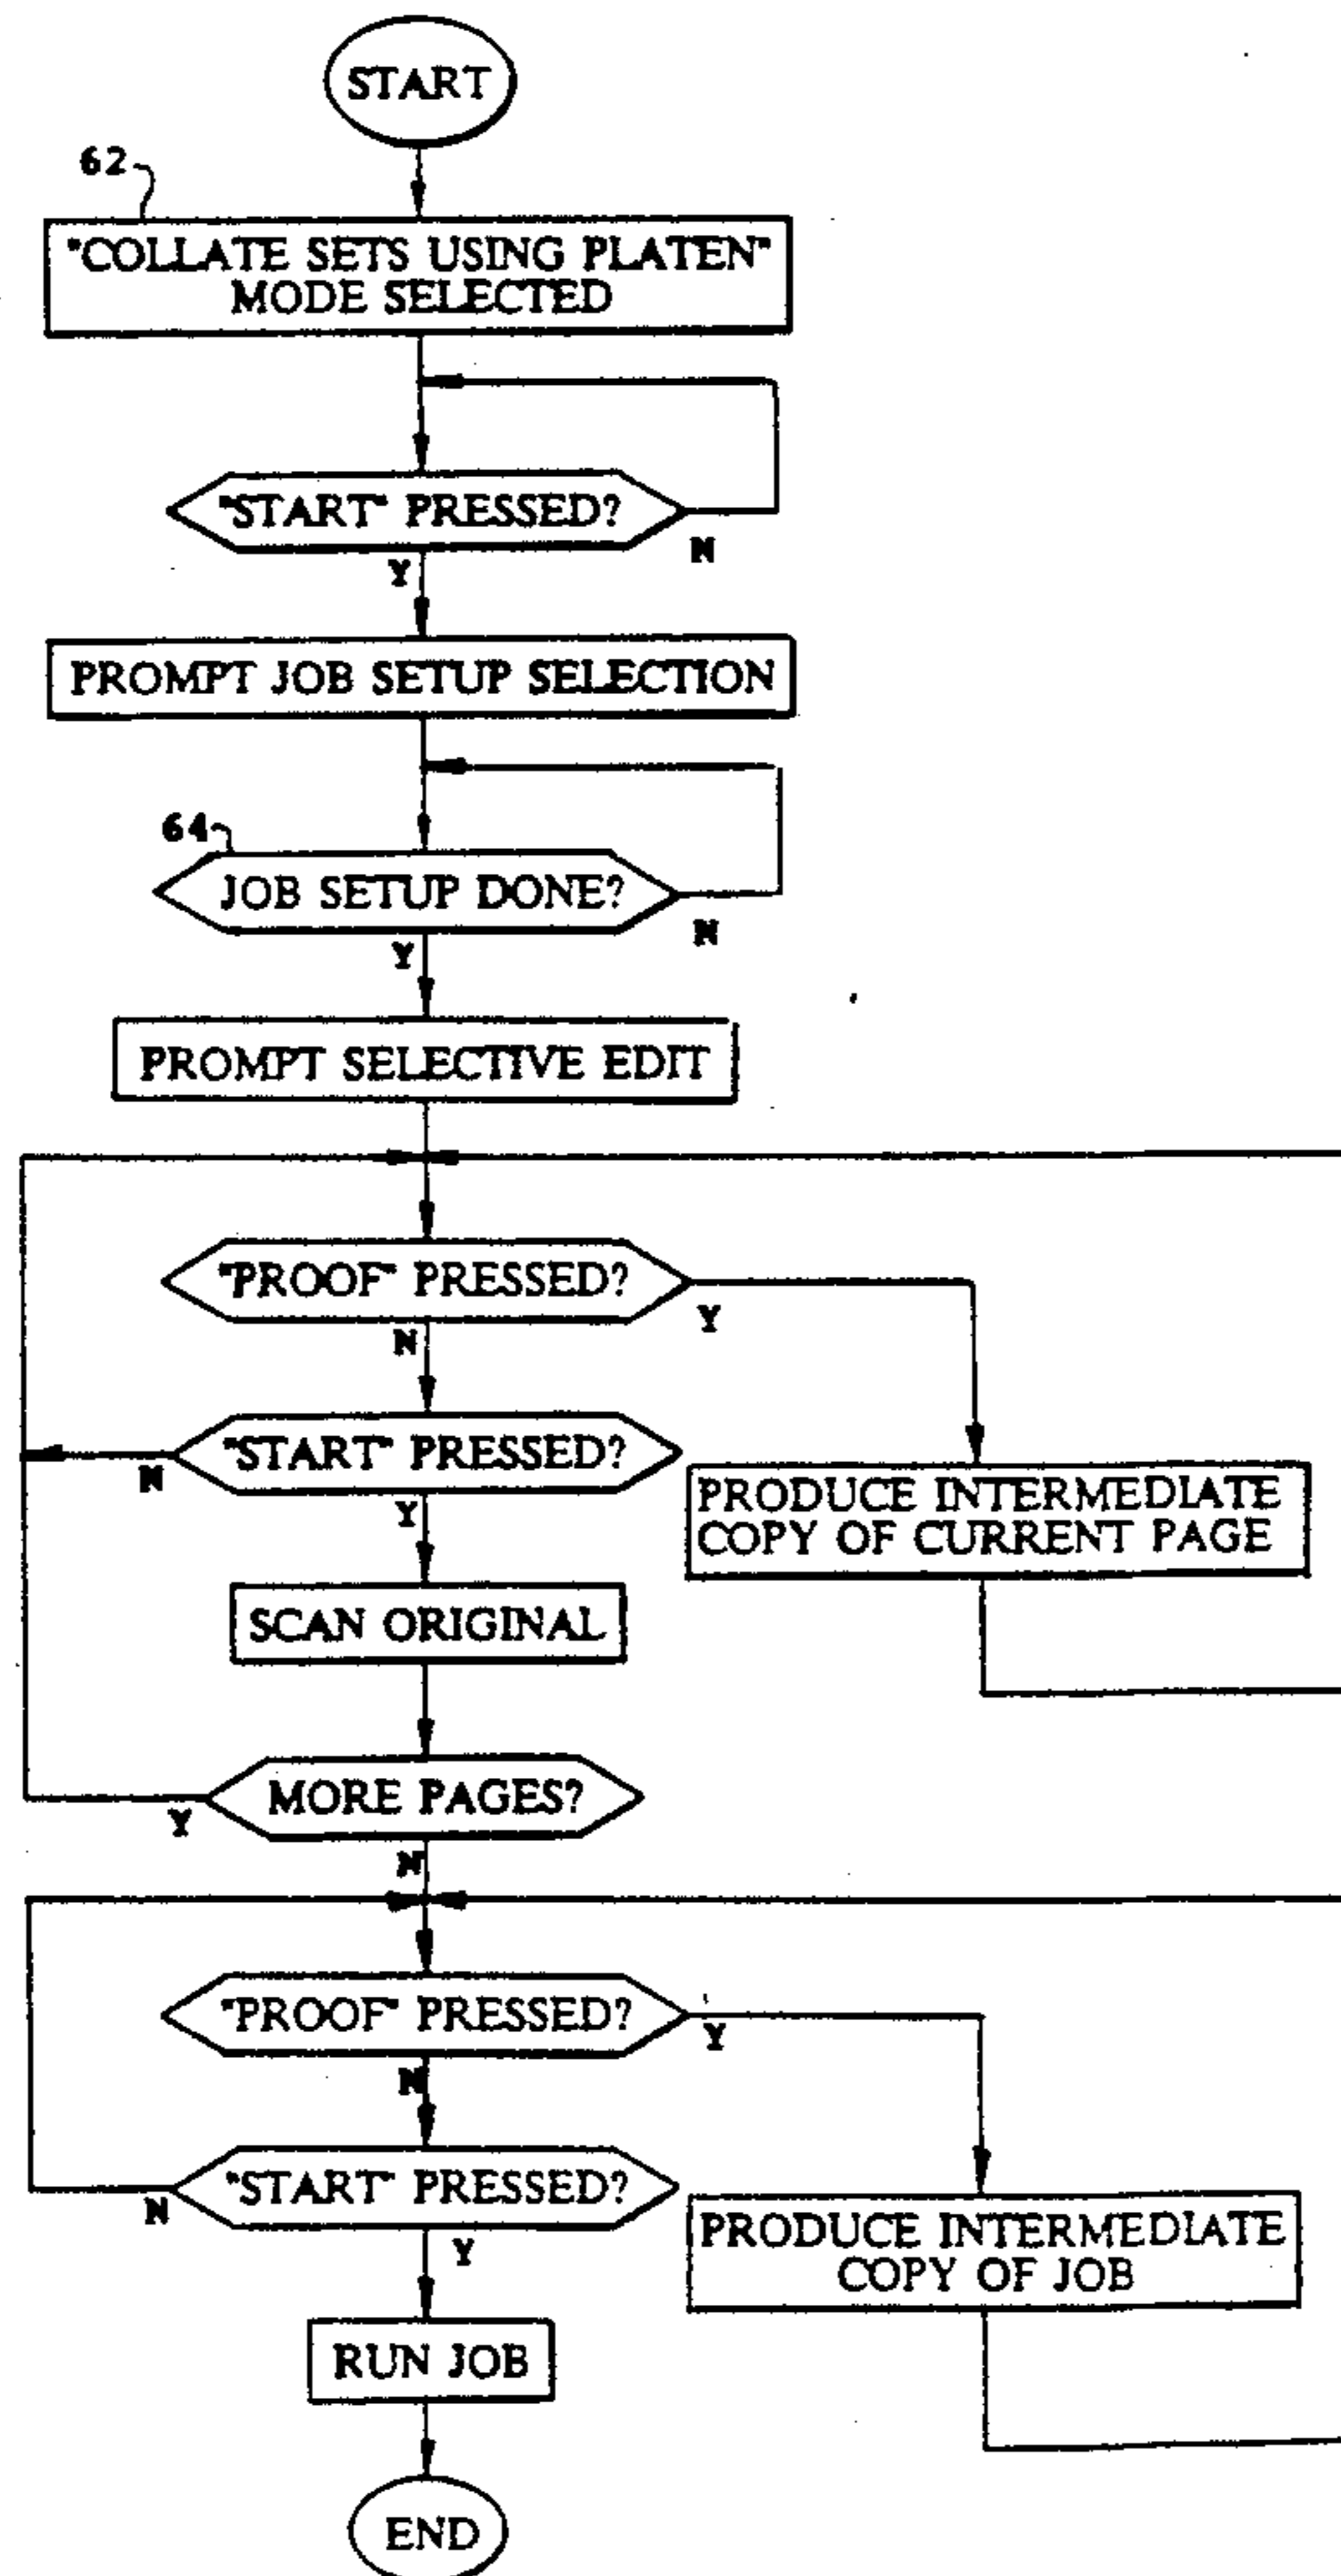 START
62
"COLLATE SETS USING PLATEN"
MODE SELECTED
"START" PRESSED?
N
Y
PROMPT JOB SETUP SELECTION
64
JOB SETUP DONE?
N
Y
PROMPT SELECTIVE EDIT
"PROOF" PRESSED?
Y
N
"START" PRESSED?
N
Y
PRODUCE INTERMEDIATE
COPY OF CURRENT PAGE
SCAN ORIGINAL
MORE PAGES?
Y
N
"PROOF" PRESSED?
Y
N
"START" PRESSED?
N
Y
PRODUCE INTERMEDIATE
COPY OF JOB
RUN JOB
END